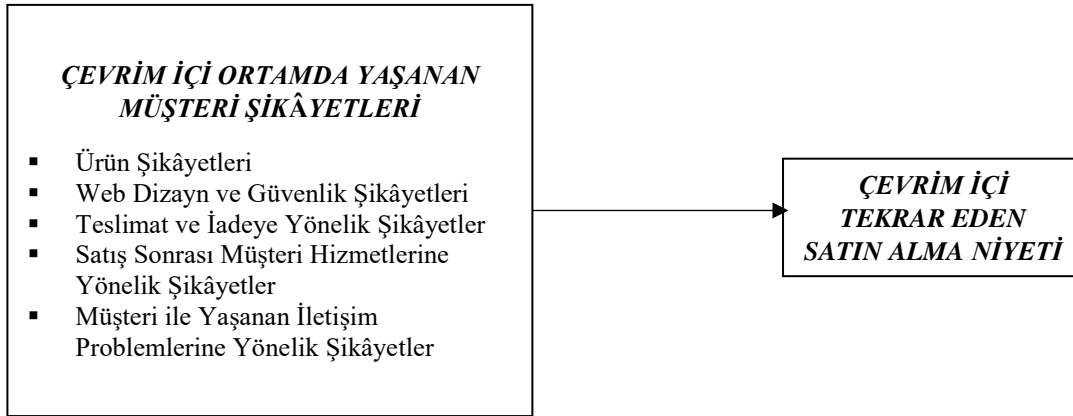 ÇEVRİM İÇİ ORTAMDA YAŞANAN
MÜŞTERİ ŞİKÂYETLERİ
▪ Ürün Şikâyetleri
▪ Web Dizayn ve Güvenlik Şikâyetleri
▪ Teslimat ve İadeye Yönelik Şikâyetler
▪ Satış Sonrası Müşteri Hizmetlerine
Yönelik Şikâyetler
▪ Müşteri ile Yaşanan İletişim
Problemlerine Yönelik Şikâyetler
ÇEVRİM İÇİ
TEKRAR EDEN
SATIN ALMA NİYETİ